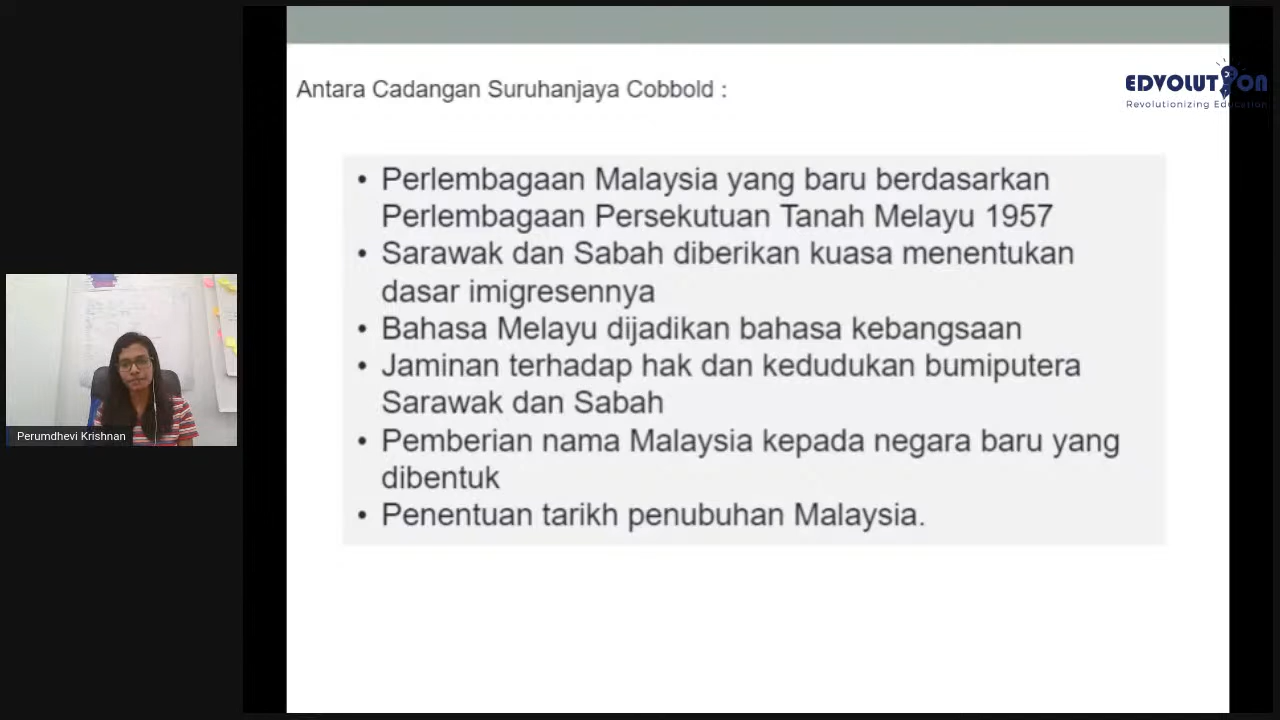 Antara Cadangan Suruhanjaya Cobbold :
EDVOLUTION
Revolutionizing Education
• Perlembagaan Malaysia yang baru berdasarkan
Perlembagaan Persekutuan Tanah Melayu 1957
• Sarawak dan Sabah diberikan kuasa menentukan
dasar imigresennya
• Bahasa Melayu dijadikan bahasa kebangsaan
• Jaminan terhadap hak dan kedudukan bumiputera
Sarawak dan Sabah
• Pemberian nama Malaysia kepada negara baru yang
dibentuk
• Penentuan tarikh penubuhan Malaysia.
Perumdhevi Krishnan